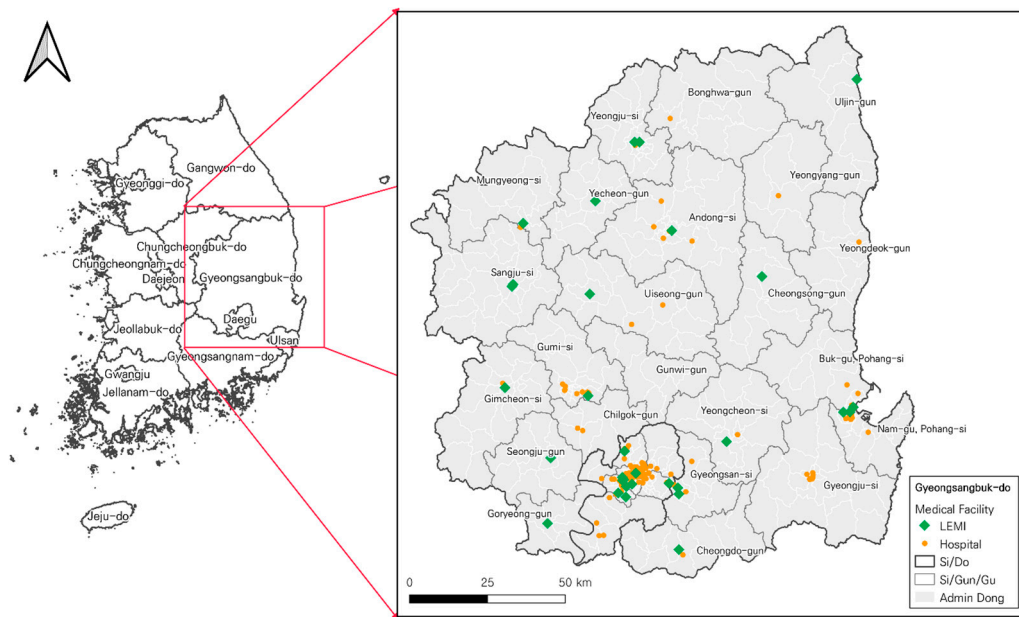 Gangwon-do
Gyeonggi-do
Chungcheongbuk-do
Chungcheongnam-do
Daejeon
Gyeongsangbuk-do
Daegu
Jeollabuk-do
Ulsan
Gyeongsangnam-do
Gwangju
Jellanam-do
Jeju-do
Bonghwa-gun
Uljin-gun
Yeongju-si
Yeongyang-gun
Mungyeong-si
Yecheon-gun
Andong-si
Yeongdeok-gun
Sangju-si
Uiseong-gun
Cheongsong-gun
Gumi-si
Buk-gu, Pohang-si
Gunwi-gun
Gimcheon-si
Chilgok-gun
Yeongcheon-si
Nam-gu, Pohang-si
Seongju-gun
Gyeongsan-si
Gyeongju-si
Goryeong-gun
Cheongdo-gun
0 25 50 km
Gyeongsangbuk-do
Medical Facility
LEMI
Hospital
Si/Do
Si/Gun/Gu
Admin Dong